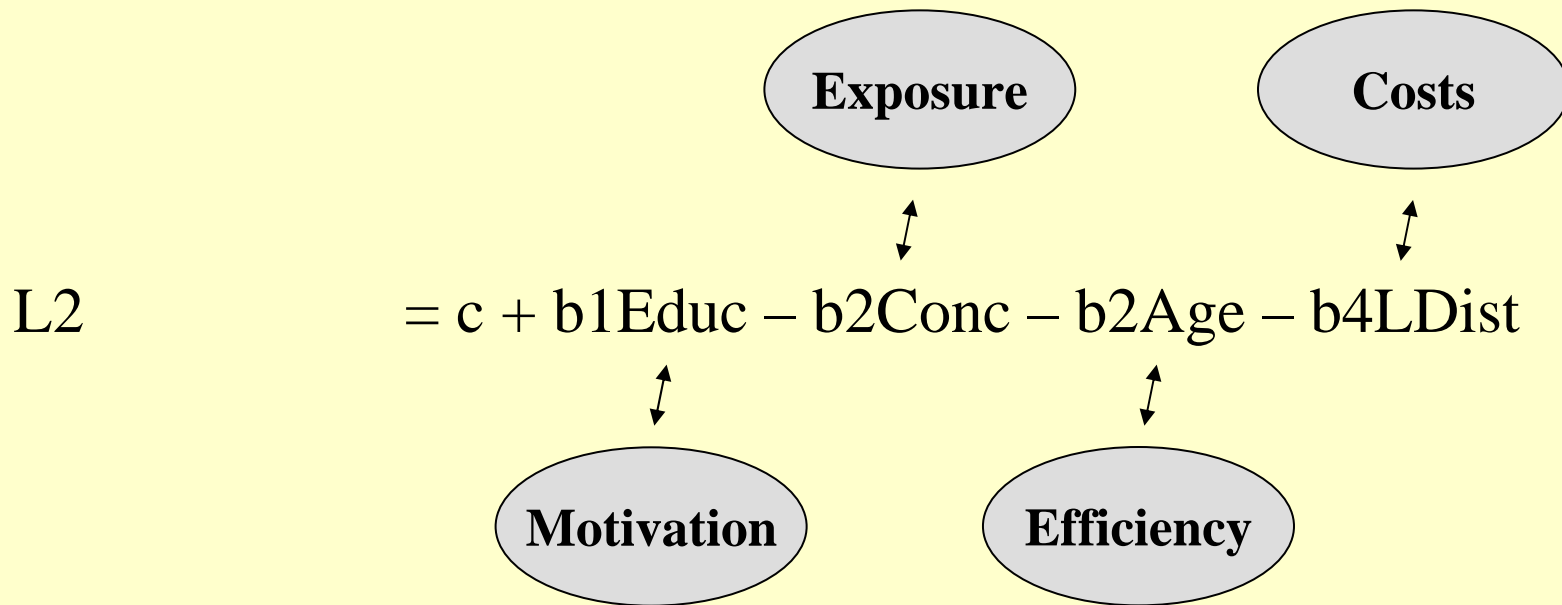 Exposure Costs
L2 = c + b1Educ – b2Conc – b2Age – b4LDist
Motivation Efficiency